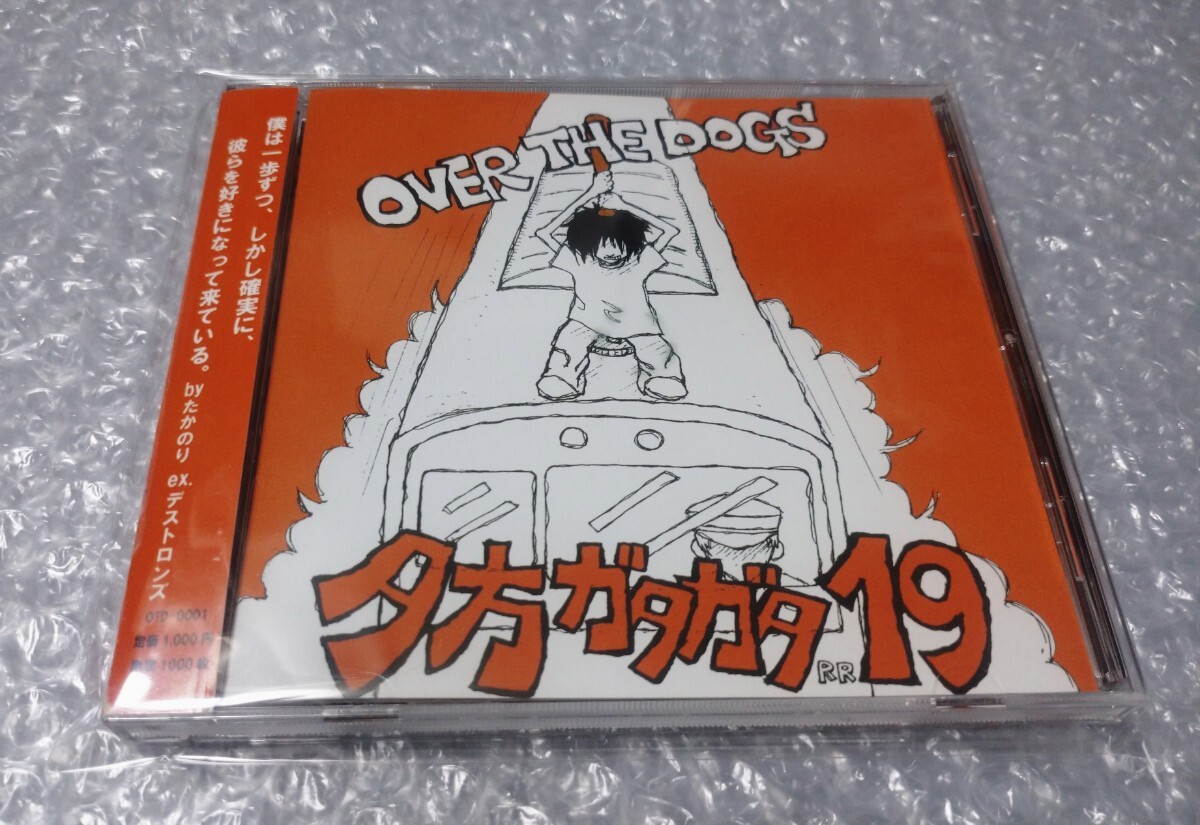 僕は一歩ずつ、しかし確実に、
彼らを好きになって来ている。by たかのり ex.デストロンズ
OTD-0001
定価 1,000円
限定 1000枚
OVER THE DOGS
夕方ガタガタ19
RR